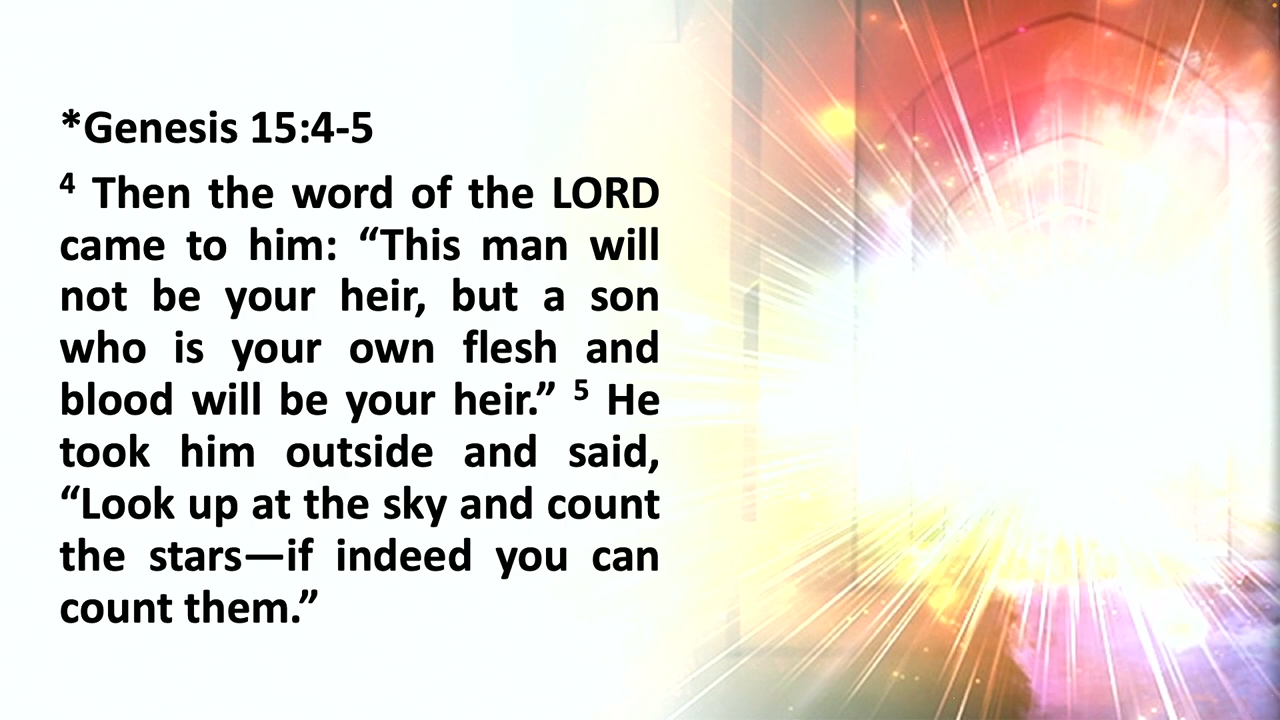 *Genesis 15:4-5
⁴ Then the word of the LORD
came to him: “This man will
not be your heir, but a son
who is your own flesh and
blood will be your heir.” ⁵ He
took him outside and said,
“Look up at the sky and count
the stars—if indeed you can
count them.”